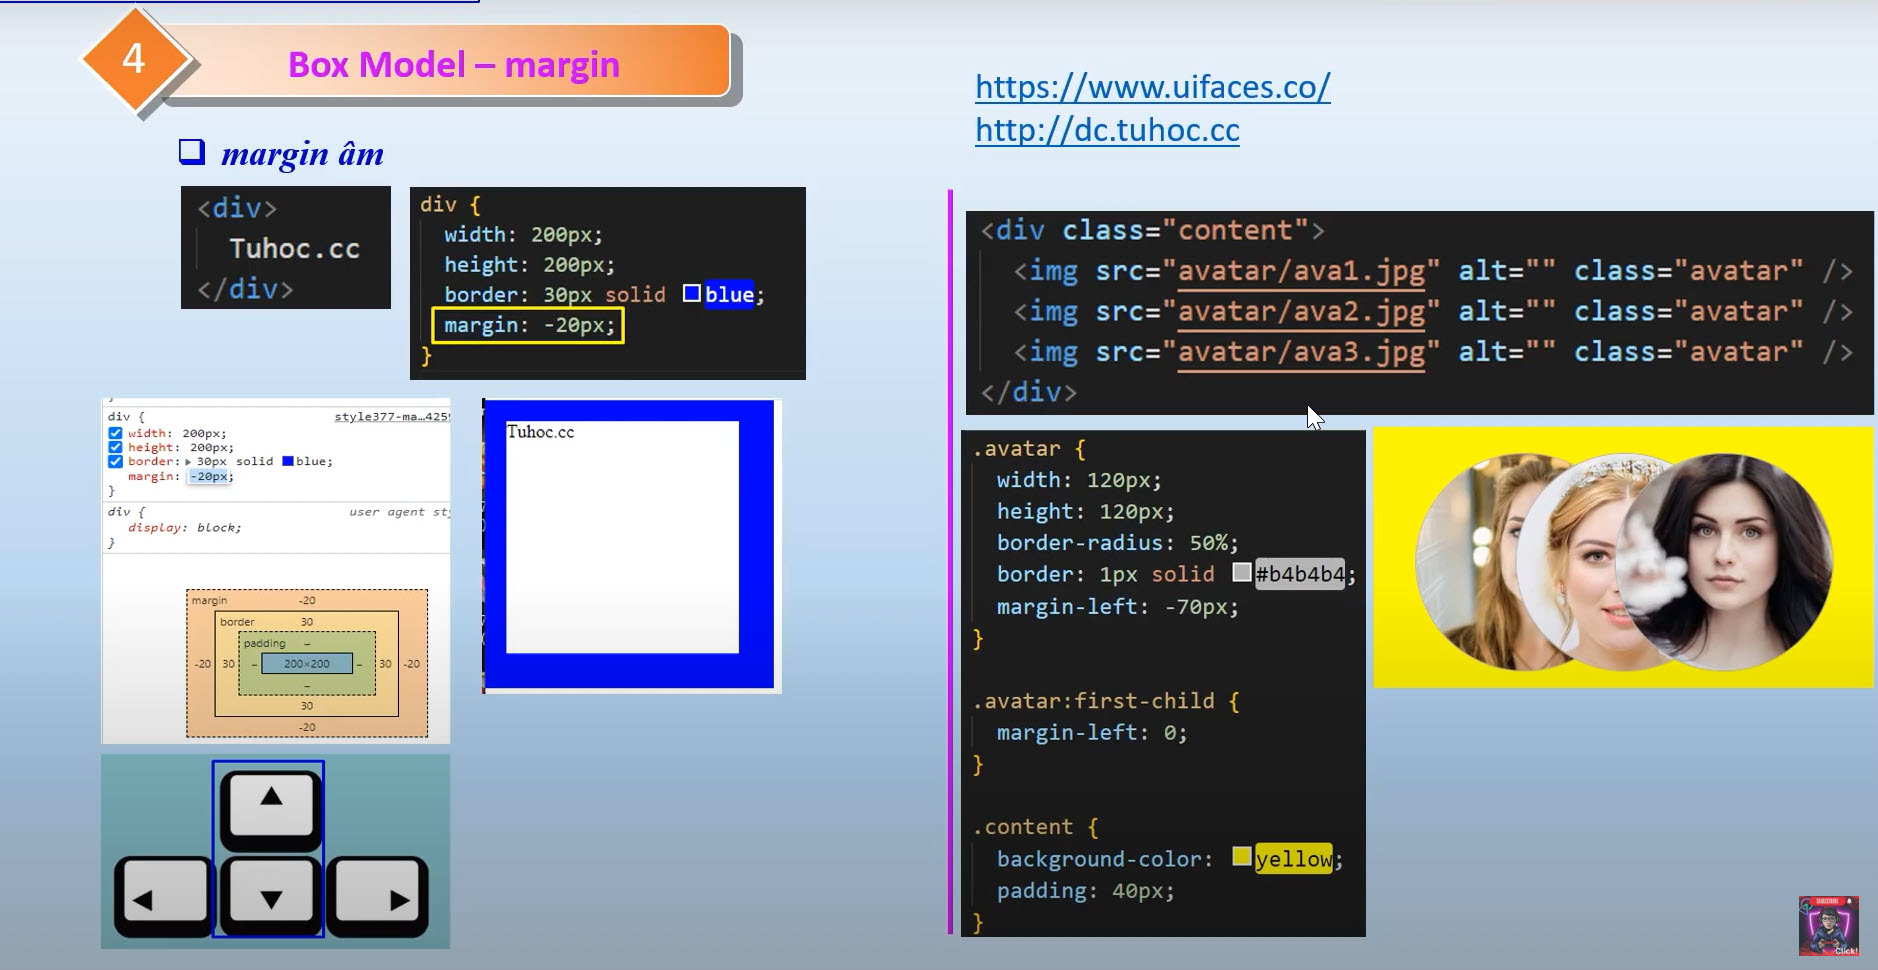 4
Box Model – margin
https://www.uifaces.co/
http://dc.tuhoc.cc
margin âm
<div>
Tuhoc.cc
</div>
div {
width: 200px;
height: 200px;
border: 30px solid blue;
margin: -20px;
}
}
div {
style377-ma…425
width: 200px;
height: 200px;
border: 30px solid blue;
margin: -20px;
}
div {
user agent st
display: block;
}
margin
-20
border
30
padding
–
-20
30
–
200×200
–
30
-20
–
30
-20
Tuhoc.cc
<div class="content">
<img src="avatar/ava1.jpg" alt="" class="avatar" />
<img src="avatar/ava2.jpg" alt="" class="avatar" />
<img src="avatar/ava3.jpg" alt="" class="avatar" />
</div>
.avatar {
width: 120px;
height: 120px;
border-radius: 50%;
border: 1px solid #b4b4b4;
margin-left: -70px;
}
.avatar:first-child {
margin-left: 0;
}
.content {
background-color: yellow;
padding: 40px;
}
SUBSCRIBE
Click!